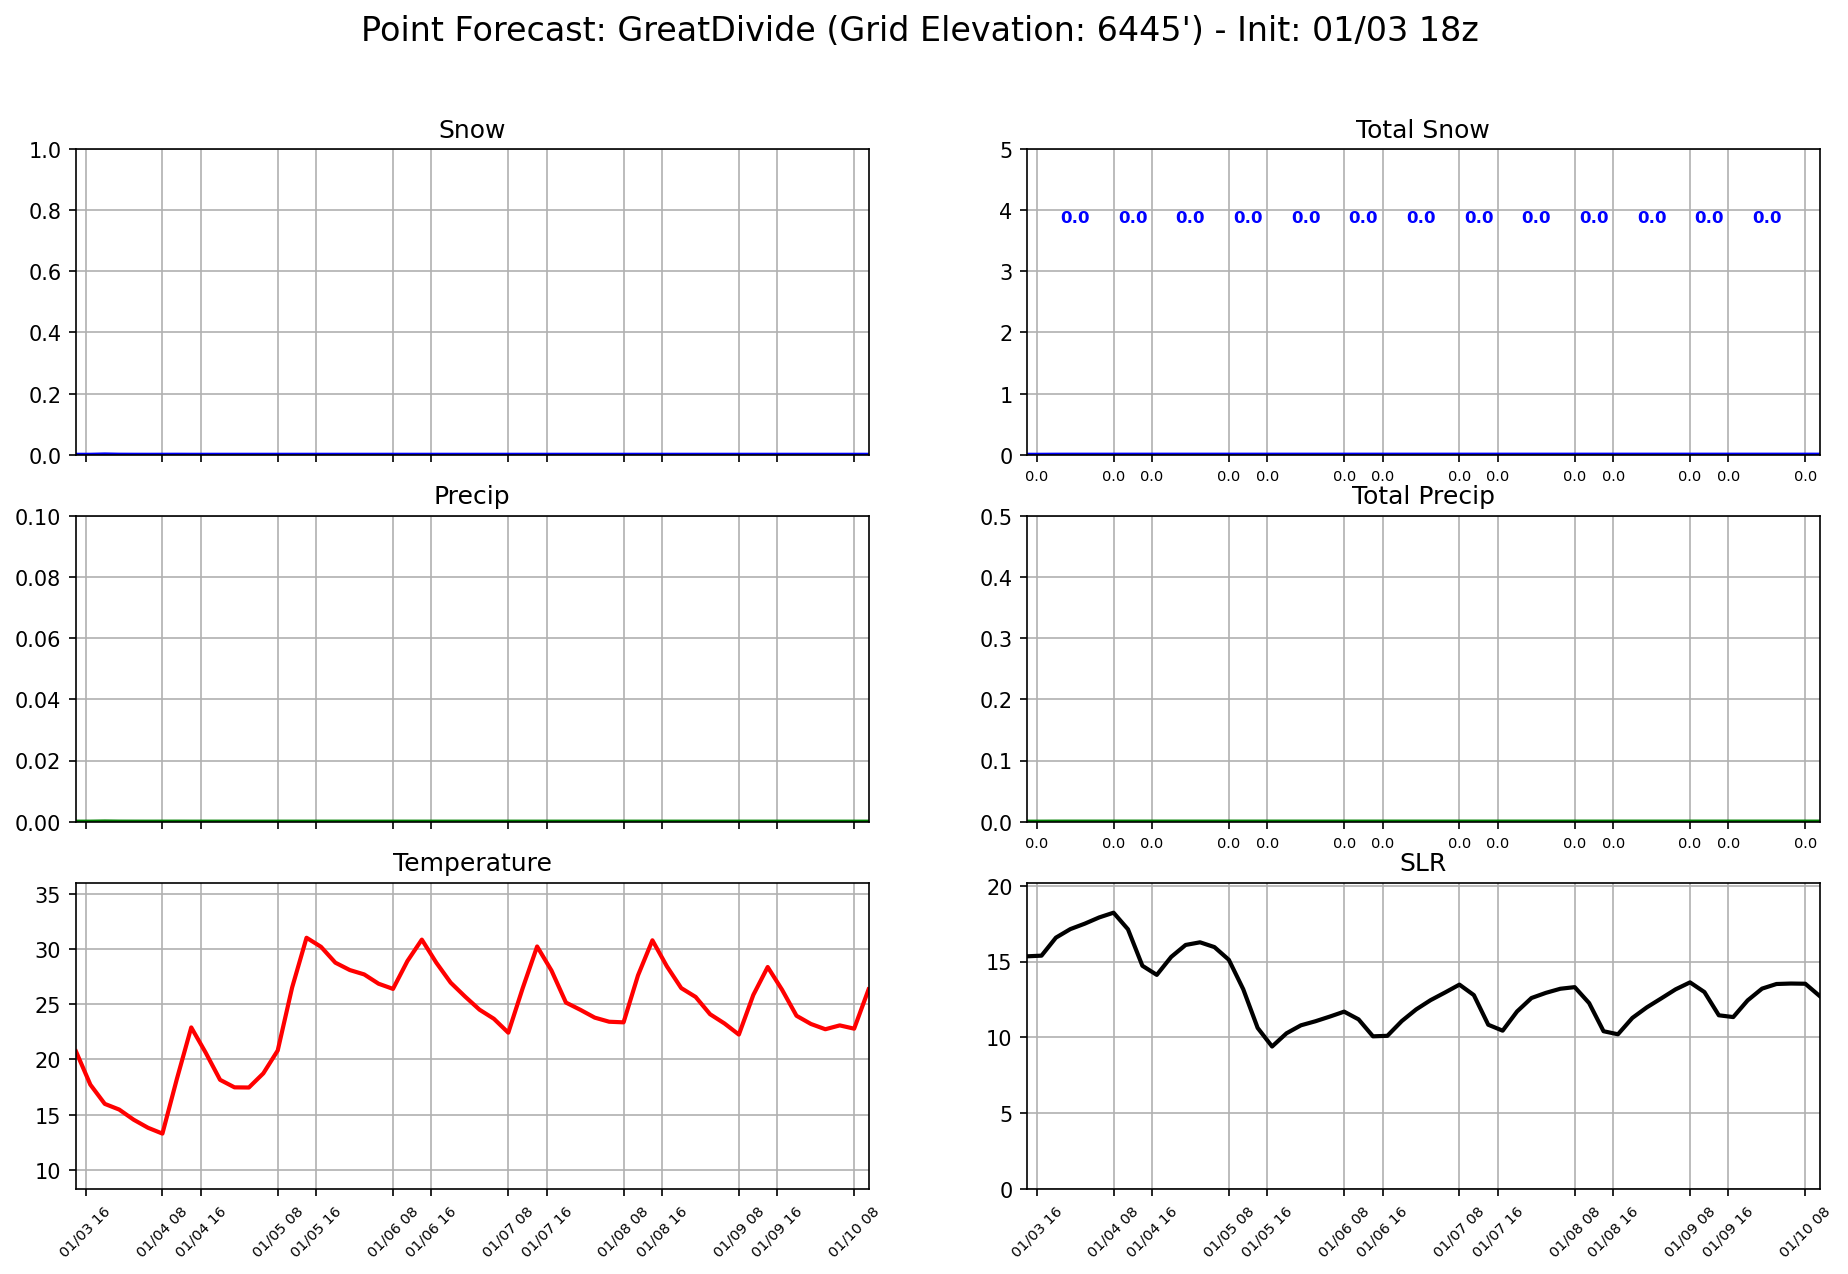 Point Forecast: GreatDivide (Grid Elevation: 6445') - Init: 01/03 18z
Snow
1.0
0.8
0.6
0.4
0.2
0.0
Total Snow
5
4
3
2
1
0
0.0 0.0 0.0 0.0 0.0 0.0 0.0 0.0 0.0 0.0 0.0 0.0 0.0
0.0 0.0 0.0 0.0 0.0 0.0 0.0 0.0 0.0 0.0 0.0 0.0 0.0 0.0
Precip
0.10
0.08
0.06
0.04
0.02
0.00
Total Precip
0.5
0.4
0.3
0.2
0.1
0.0
0.0 0.0 0.0 0.0 0.0 0.0 0.0 0.0 0.0 0.0 0.0 0.0 0.0 0.0
Temperature
35
30
25
20
15
10
01/03 16 01/04 08 01/04 16 01/05 08 01/05 16 01/06 08 01/06 16 01/07 08 01/07 16 01/08 08 01/08 16 01/09 08 01/09 16 01/10 08
SLR
20
15
10
5
0
01/03 16 01/04 08 01/04 16 01/05 08 01/05 16 01/06 08 01/06 16 01/07 08 01/07 16 01/08 08 01/08 16 01/09 08 01/09 16 01/10 08